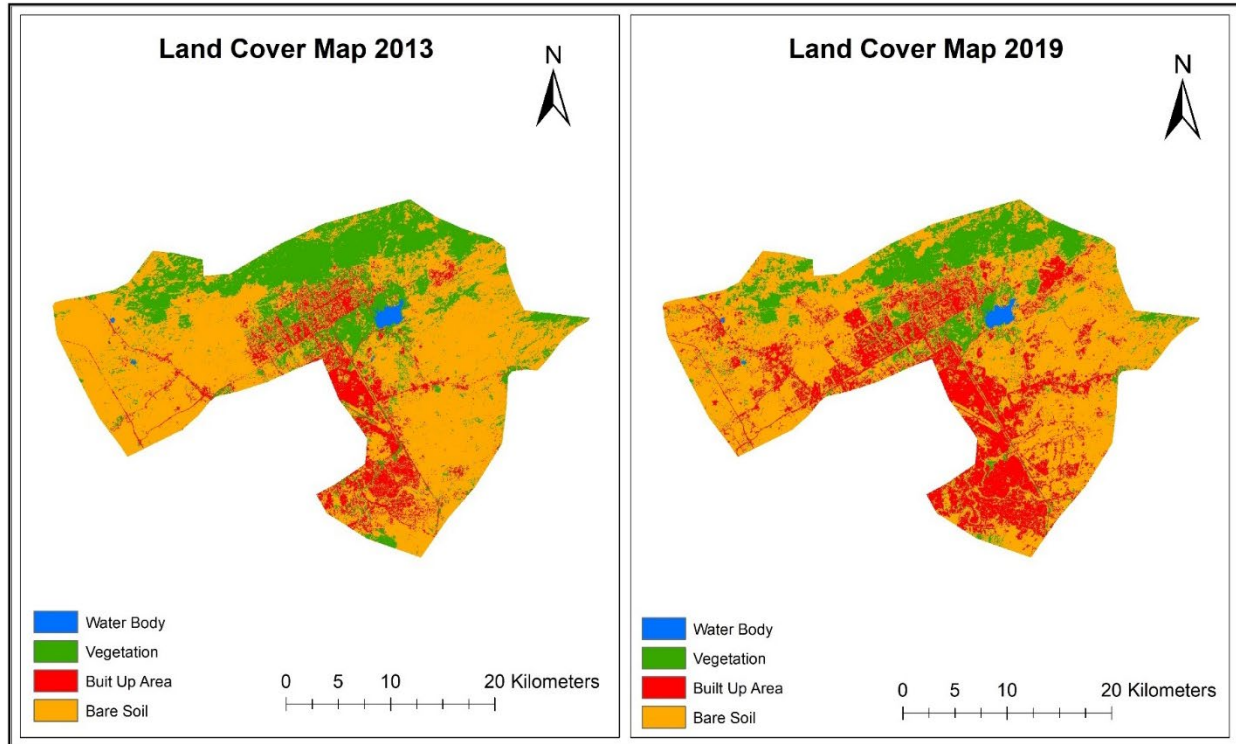 Land Cover Map 2013
N
Water Body
Vegetation
Buit Up Area
Bare Soil
0 5 10 20 Kilometers
Land Cover Map 2019
N
Water Body
Vegetation
Built Up Area
Bare Soil
0 5 10 20 Kilometers